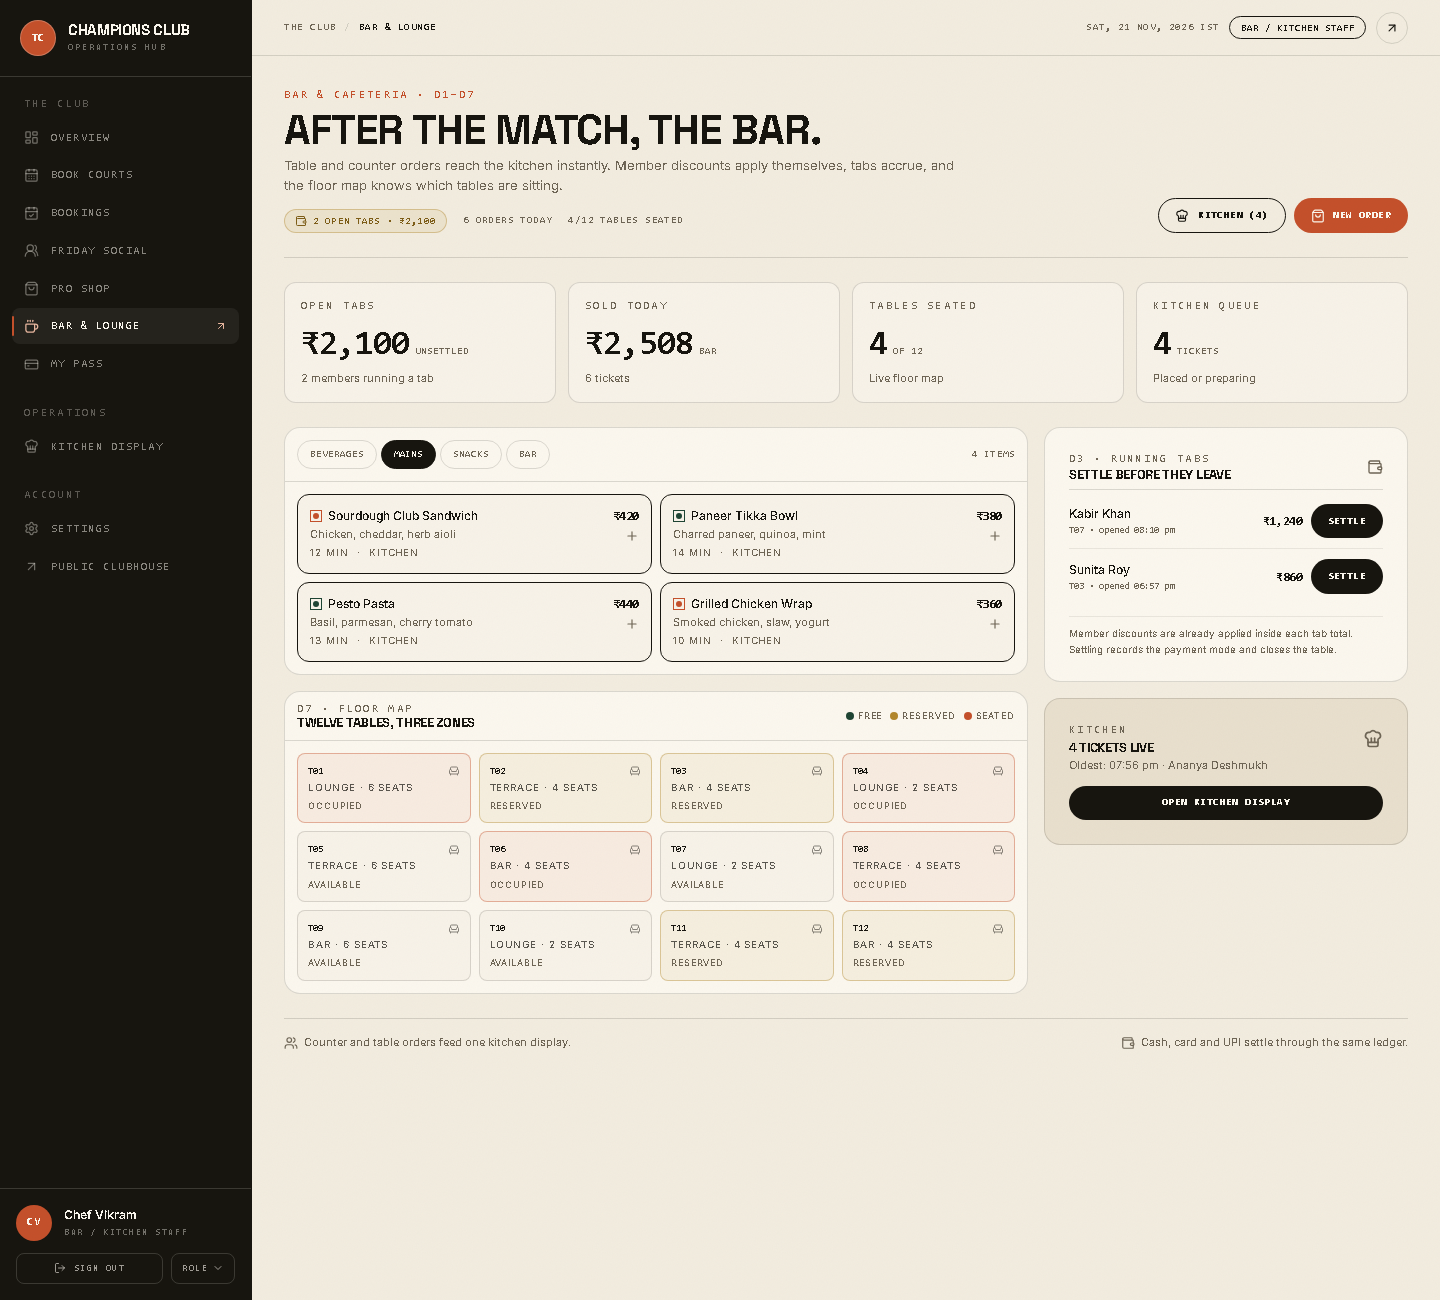 TC
CHAMPIONS CLUB
OPERATIONS HUB
THE CLUB
OVERVIEW
BOOK COURTS
BOOKINGS
FRIDAY SOCIAL
PRO SHOP
BAR & LOUNGE
MY PASS
OPERATIONS
KITCHEN DISPLAY
ACCOUNT
SETTINGS
PUBLIC CLUBHOUSE
CV
Chef Vikram
BAR / KITCHEN STAFF
SIGN OUT
ROLE
THE CLUB / BAR & LOUNGE
SAT, 21 NOV, 2026 IST
BAR / KITCHEN STAFF
BAR & CAFETERIA · D1–D7
AFTER THE MATCH, THE BAR.
Table and counter orders reach the kitchen instantly. Member discounts apply themselves, tabs accrue, and
the floor map knows which tables are sitting.
2 OPEN TABS · ₹2,100
6 ORDERS TODAY
4/12 TABLES SEATED
KITCHEN (4)
NEW ORDER
OPEN TABS
₹2,100 UNSETTLED
2 members running a tab
SOLD TODAY
₹2,508 BAR
6 tickets
TABLES SEATED
4 OF 12
Live floor map
KITCHEN QUEUE
4 TICKETS
Placed or preparing
BEVERAGES
MAINS
SNACKS
BAR
4 ITEMS
Sourdough Club Sandwich ₹420
Chicken, cheddar, herb aioli
12 MIN · KITCHEN
Paneer Tikka Bowl ₹380
Charred paneer, quinoa, mint
14 MIN · KITCHEN
Pesto Pasta ₹440
Basil, parmesan, cherry tomato
13 MIN · KITCHEN
Grilled Chicken Wrap ₹360
Smoked chicken, slaw, yogurt
10 MIN · KITCHEN
D7 · FLOOR MAP
TWELVE TABLES, THREE ZONES
FREE
RESERVED
SEATED
T01
LOUNGE · 6 SEATS
OCCUPIED
T02
TERRACE · 4 SEATS
RESERVED
T03
BAR · 4 SEATS
RESERVED
T04
LOUNGE · 2 SEATS
OCCUPIED
T05
TERRACE · 6 SEATS
AVAILABLE
T06
BAR · 4 SEATS
OCCUPIED
T07
LOUNGE · 2 SEATS
AVAILABLE
T08
TERRACE · 4 SEATS
OCCUPIED
T09
BAR · 6 SEATS
AVAILABLE
T10
LOUNGE · 2 SEATS
AVAILABLE
T11
TERRACE · 4 SEATS
RESERVED
T12
BAR · 4 SEATS
RESERVED
D3 · RUNNING TABS
SETTLE BEFORE THEY LEAVE
Kabir Khan
T07 · opened 08:10 pm
₹1,240
SETTLE
Sunita Roy
T03 · opened 06:57 pm
₹860
SETTLE
Member discounts are already applied inside each tab total.
Settling records the payment mode and closes the table.
KITCHEN
4 TICKETS LIVE
Oldest: 07:56 pm · Ananya Deshmukh
OPEN KITCHEN DISPLAY
Counter and table orders feed one kitchen display.
Cash, card and UPI settle through the same ledger.